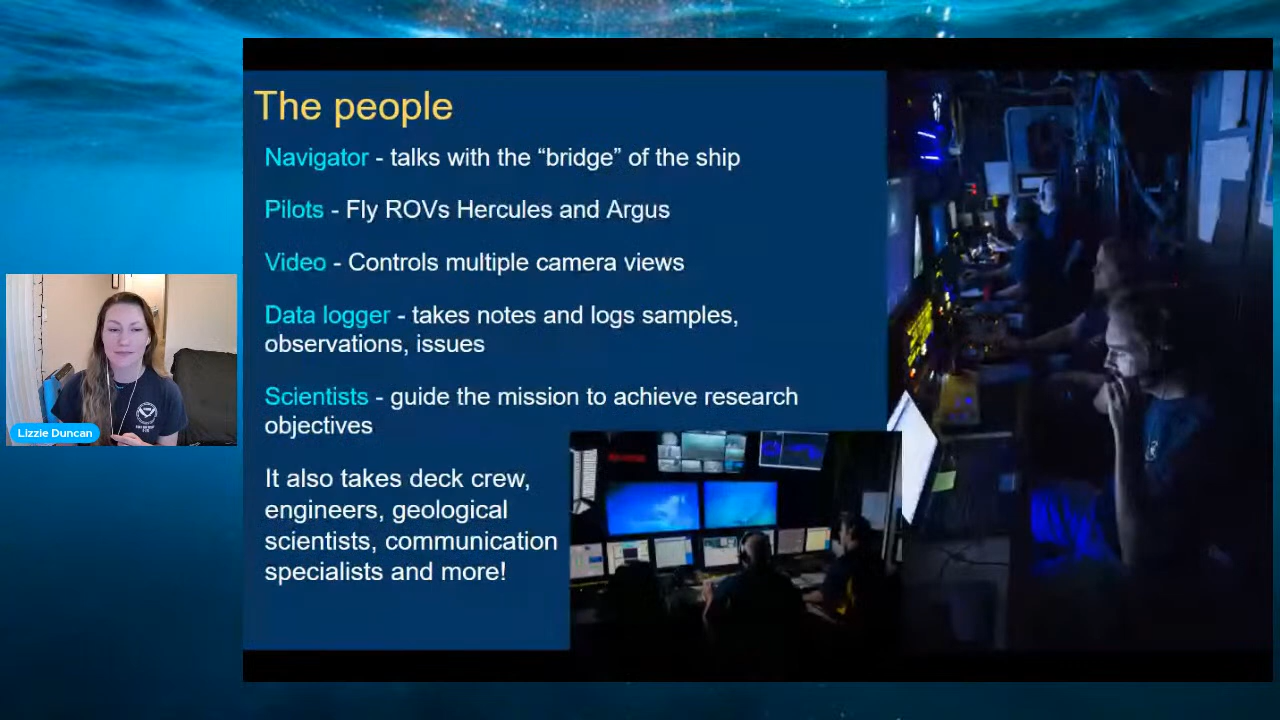 The people
Navigator - talks with the “bridge” of the ship
Pilots - Fly ROVs Hercules and Argus
Video - Controls multiple camera views
Data logger - takes notes and logs samples,
observations, issues
Scientists - guide the mission to achieve research
objectives
It also takes deck crew,
engineers, geological
scientists, communication
specialists and more!
Lizzie Duncan